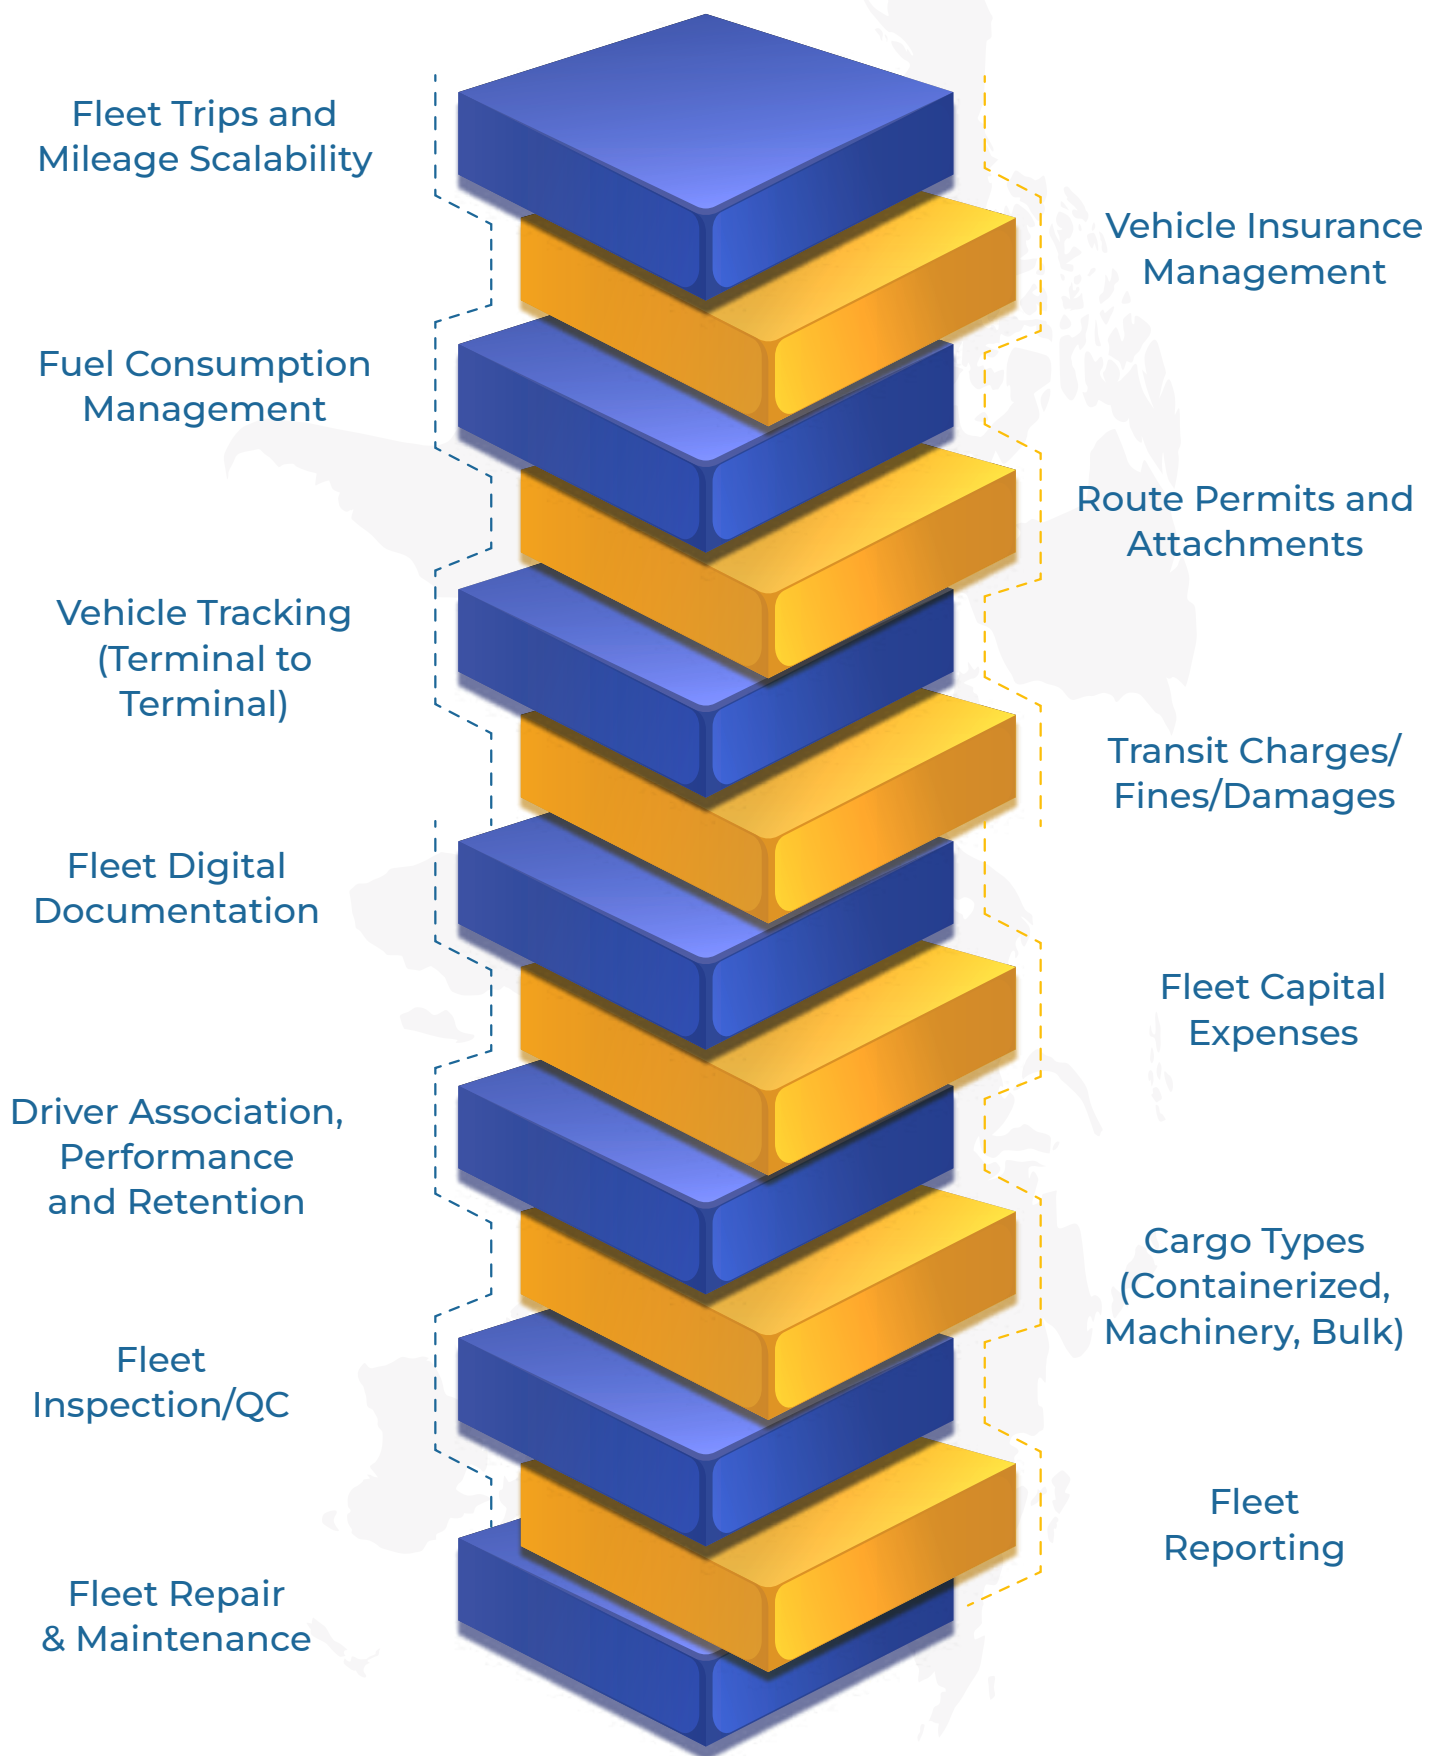 Fleet Trips and
Mileage Scalability
Vehicle Insurance
Management
Fuel Consumption
Management
Route Permits and
Attachments
Vehicle Tracking
(Terminal to
Terminal)
Transit Charges/
Fines/Damages
Fleet Digital
Documentation
Fleet Capital
Expenses
Driver Association,
Performance
and Retention
Cargo Types
(Containerized,
Machinery, Bulk)
Fleet
Inspection/QC
Fleet
Reporting
Fleet Repair
& Maintenance